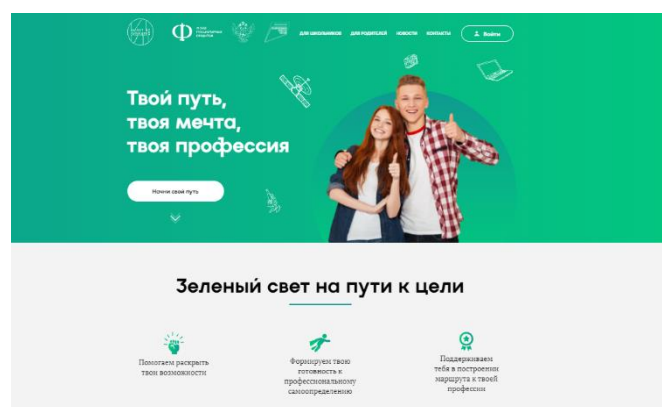 ДЛЯ ШКОЛЬНИКОВ ДЛЯ РОДИТЕЛЕЙ НОВОСТИ КОНТАКТЫ Войти
Твой путь,
твоя мечта,
твоя профессия
Начни свой путь
Зеленый свет на пути к цели
Помогаем раскрыть
твои возможности
Формируем твою
готовность к
профессиональному
самоопределению
Поддерживаем
тебя в построении
маршрута к твоей
профессии